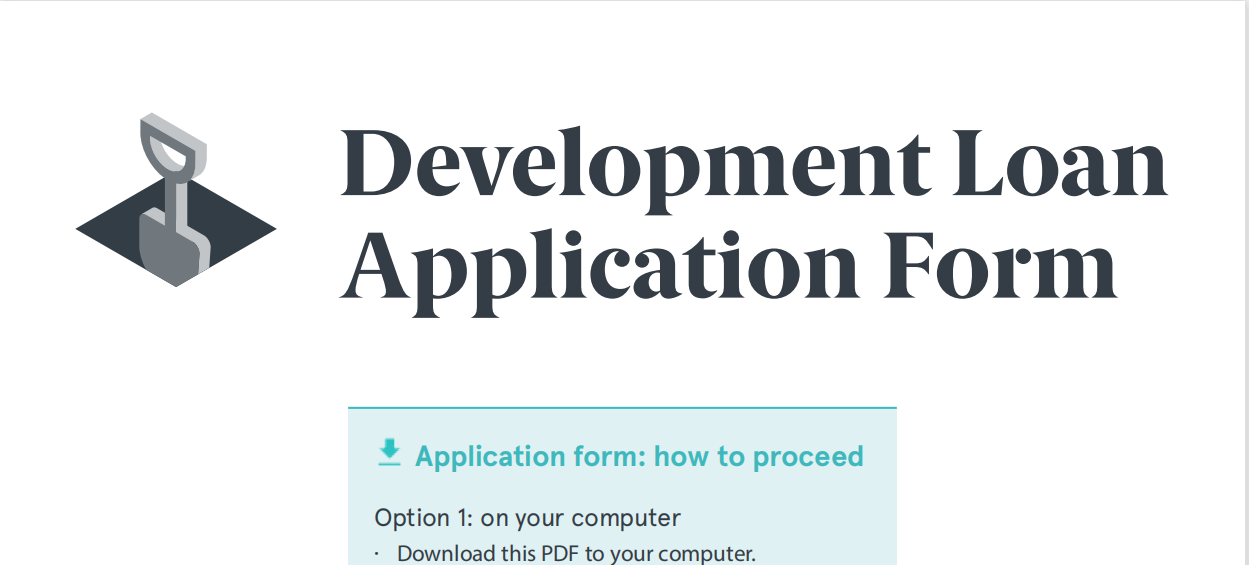 Development Loan
Application Form
Application form: how to proceed
Option 1: on your computer
· Download this PDF to your computer.